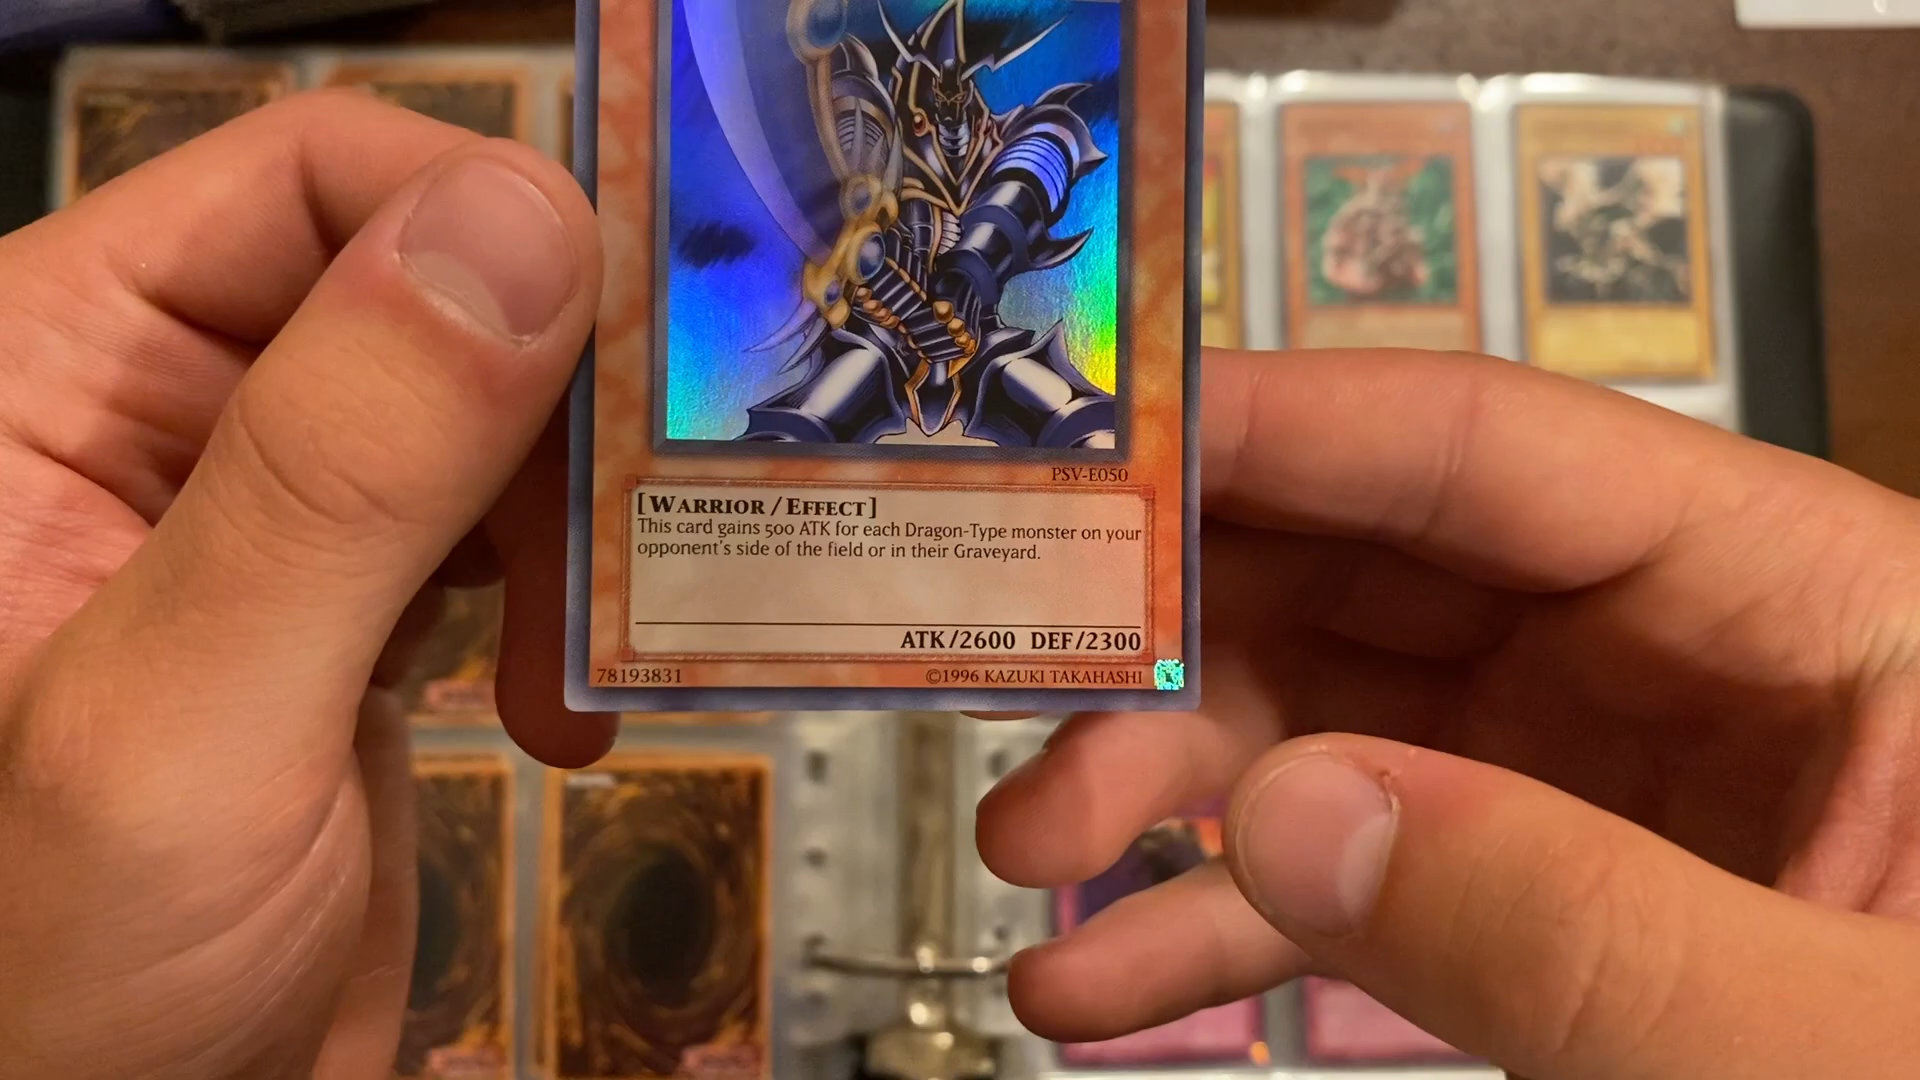 PSV-E050
[WARRIOR / EFFECT]
This card gains 500 ATK for each Dragon-Type monster on your
opponent's side of the field or in their Graveyard.
ATK/2600 DEF/2300
78193831
©1996 KAZUKI TAKAHASHI